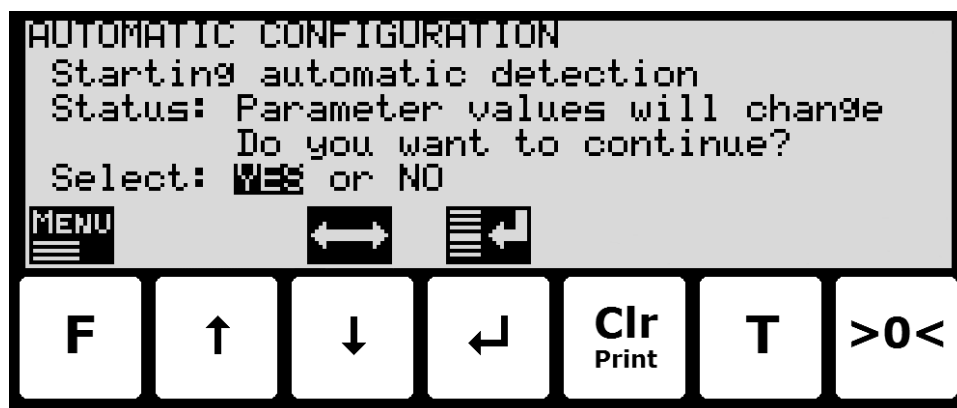 AUTOMATIC CONFIGURATION
Starting automatic detection
Status: Parameter values will change
Do you want to continue?
Select: YES or NO
MENU
F ↑ ↓ ↵ Clr T >0<
Print